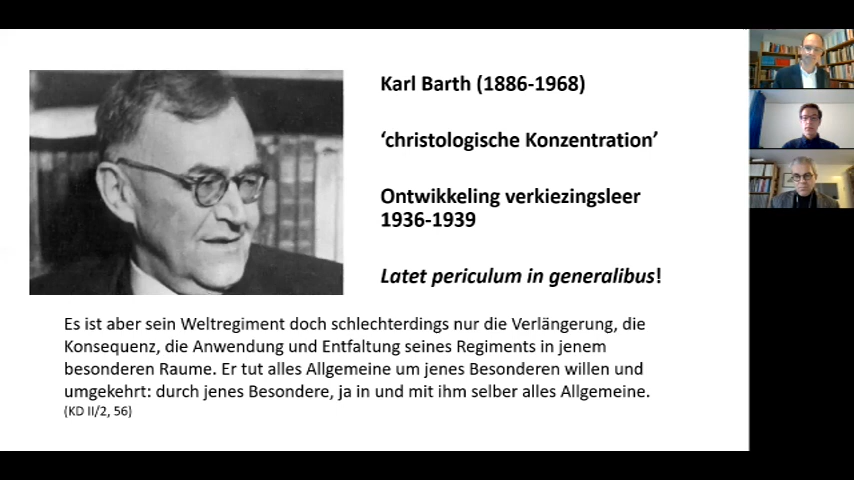 Karl Barth (1886-1968)
‘christologische Konzentration’
Ontwikkeling verkiezingsleer
1936-1939
Latet periculum in generalibus!
Es ist aber sein Weltregiment doch schlechterdings nur die Verlängerung, die
Konsequenz, die Anwendung und Entfaltung seines Regiments in jenem
besonderen Raume. Er tut alles Allgemeine um jenes Besonderen willen und
umgekehrt: durch jenes Besondere, ja in und mit ihm selber alles Allgemeine.
(KD II/2, 56)